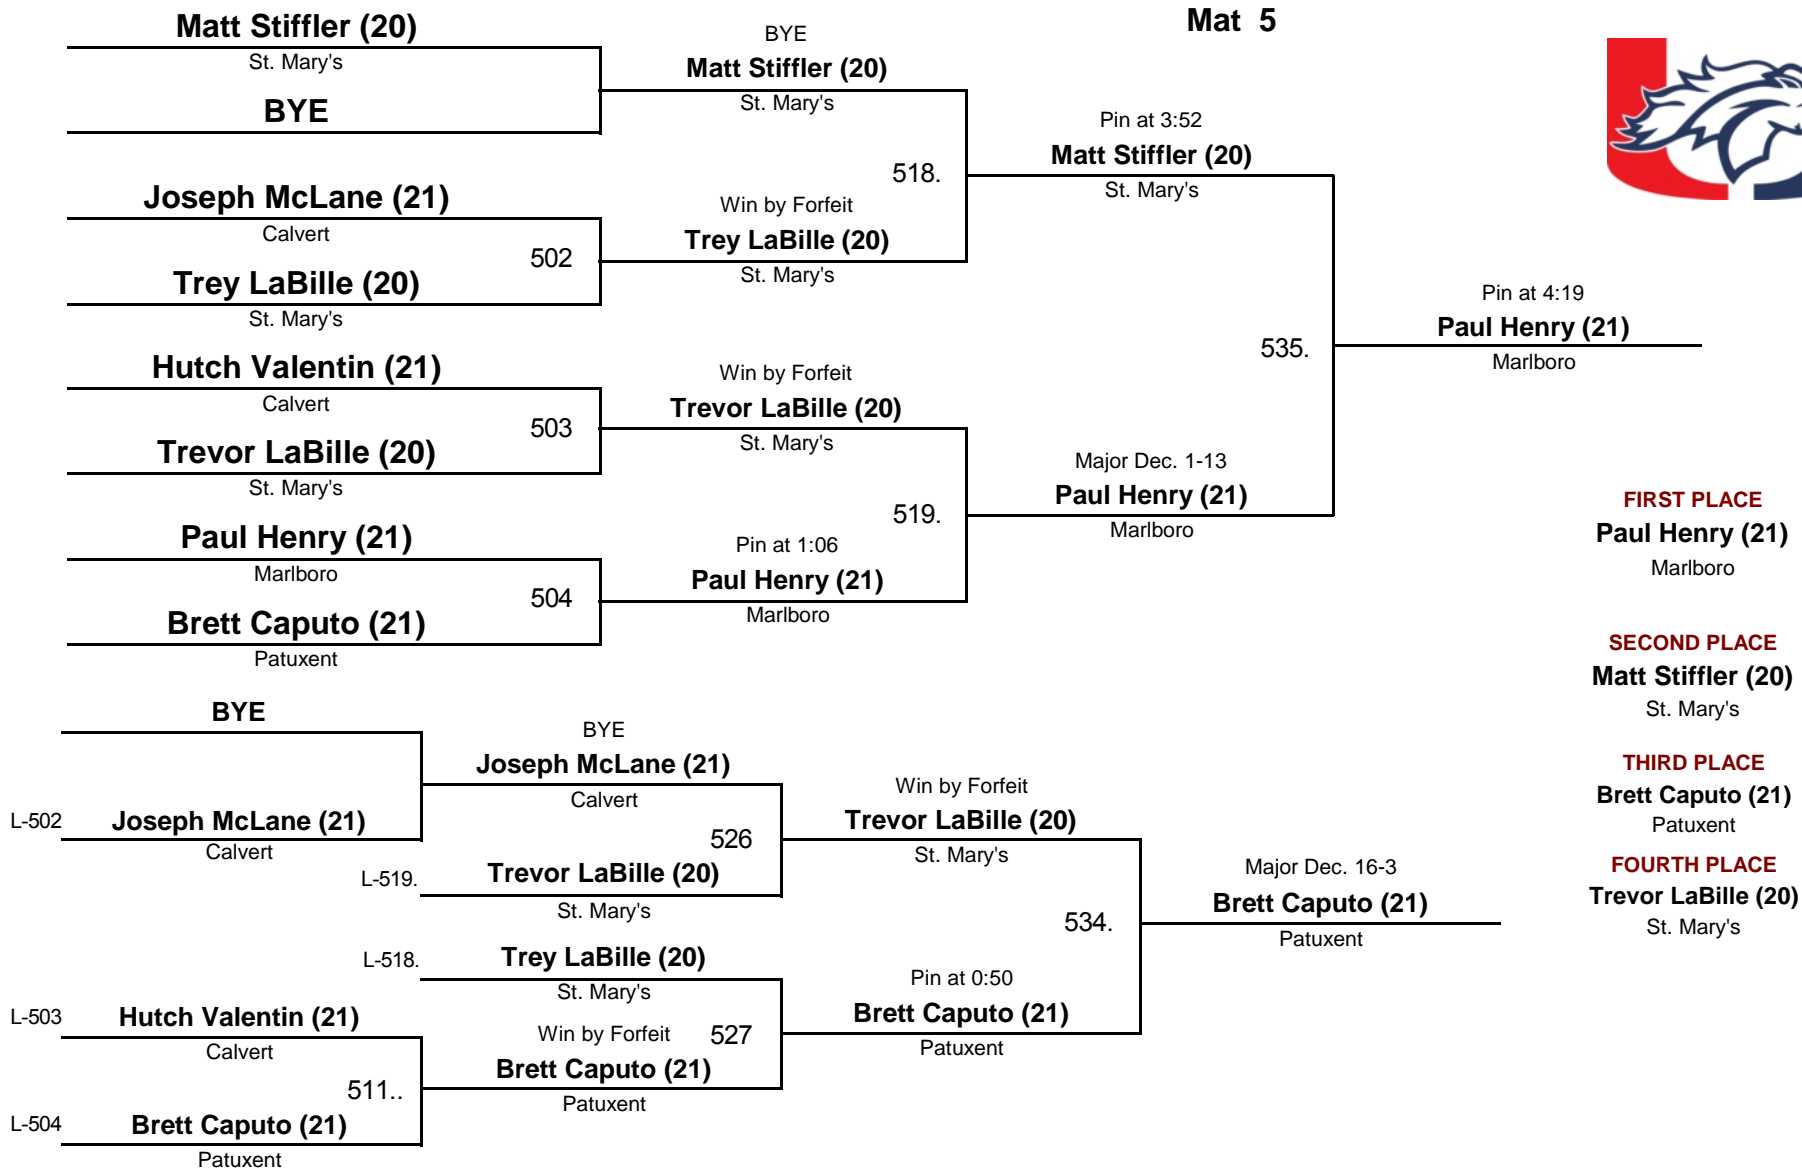 Mat 5
Matt Stiffler (20)
St. Mary's
BYE
Joseph McLane (21)
Calvert
502
Trey LaBille (20)
St. Mary's
Hutch Valentin (21)
Calvert
503
Trevor LaBille (20)
St. Mary's
Paul Henry (21)
Marlboro
504
Brett Caputo (21)
Patuxent
BYE
Matt Stiffler (20)
St. Mary's
518.
Win by Forfeit
Trey LaBille (20)
St. Mary's
Win by Forfeit
Trevor LaBille (20)
St. Mary's
519.
Pin at 1:06
Paul Henry (21)
Marlboro
Pin at 3:52
Matt Stiffler (20)
St. Mary's
535.
Major Dec. 1-13
Paul Henry (21)
Marlboro
Pin at 4:19
Paul Henry (21)
Marlboro
FIRST PLACE
Paul Henry (21)
Marlboro
SECOND PLACE
Matt Stiffler (20)
St. Mary's
THIRD PLACE
Brett Caputo (21)
Patuxent
FOURTH PLACE
Trevor LaBille (20)
St. Mary's
BYE
L-502 Joseph McLane (21)
Calvert
L-503 Hutch Valentin (21)
Calvert
511..
L-504 Brett Caputo (21)
Patuxent
BYE
Joseph McLane (21)
Calvert
526
L-519. Trevor LaBille (20)
St. Mary's
L-518. Trey LaBille (20)
St. Mary's
Win by Forfeit 527
Brett Caputo (21)
Patuxent
Win by Forfeit
Trevor LaBille (20)
St. Mary's
534.
Pin at 0:50
Brett Caputo (21)
Patuxent
Major Dec. 16-3
Brett Caputo (21)
Patuxent